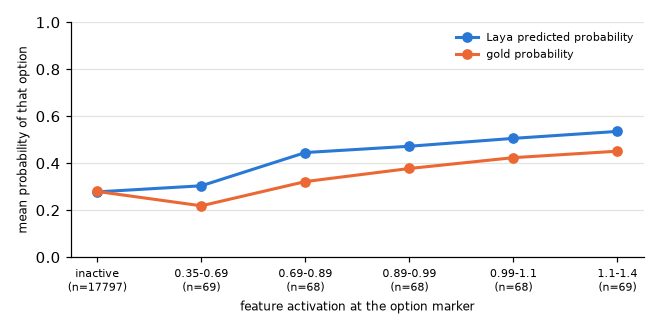 1.0
0.8
0.6
0.4
0.2
0.0
mean probability of that option
Laya predicted probability
gold probability
inactive
(n=17797)
0.35-0.69
(n=69)
0.69-0.89
(n=68)
0.89-0.99
(n=68)
0.99-1.1
(n=68)
1.1-1.4
(n=69)
feature activation at the option marker